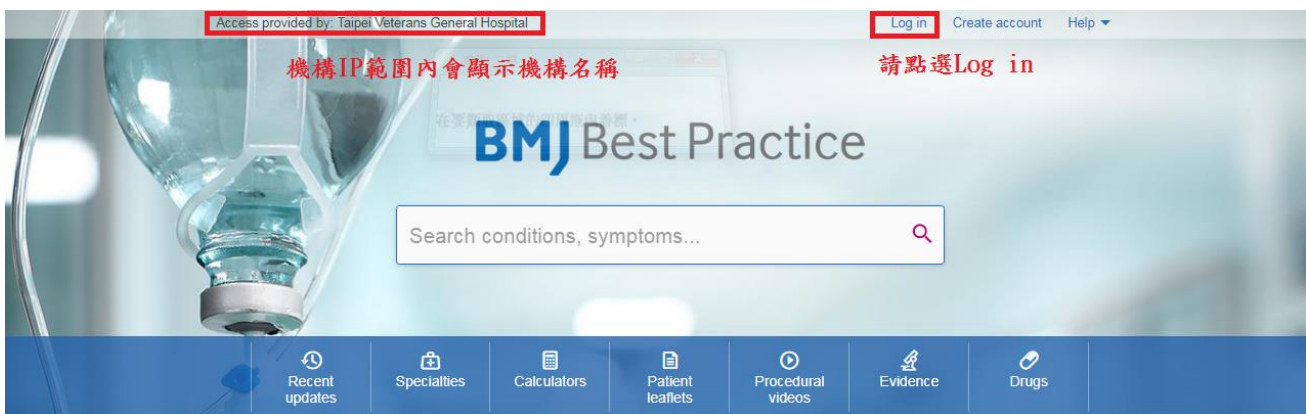 Access provided by: Taipei Veterans General Hospital
Log in Create account Help
機構IP範圍內會顯示機構名稱
請點選Log in
BMJ Best Practice
Search conditions, symptoms...
Recent updates
Specialties
Calculators
Patient leaflets
Procedural videos
Evidence
Drugs